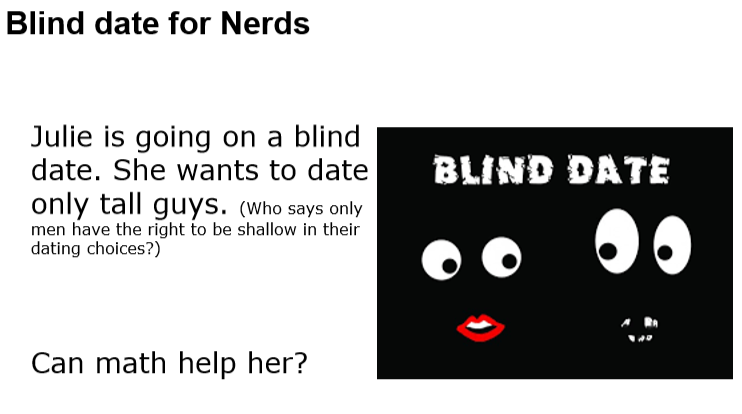 Blind date for Nerds
Julie is going on a blind
date. She wants to date
only tall guys. (Who says only
men have the right to be shallow in their
dating choices?)
BLIND DATE
Can math help her?